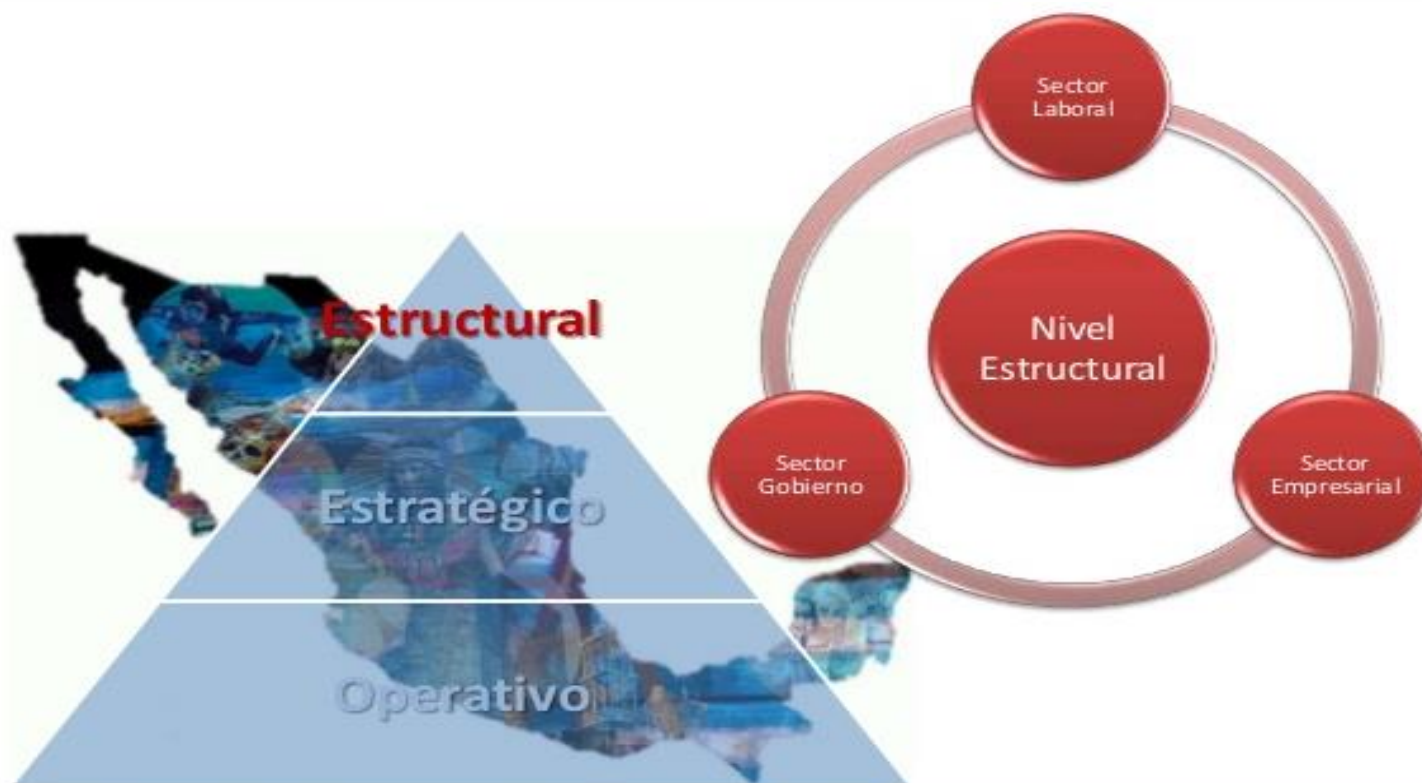 Estructural
Estratégico
Operativo
Sector
Laboral
Nivel
Estructural
Sector
Gobierno
Sector
Empresarial